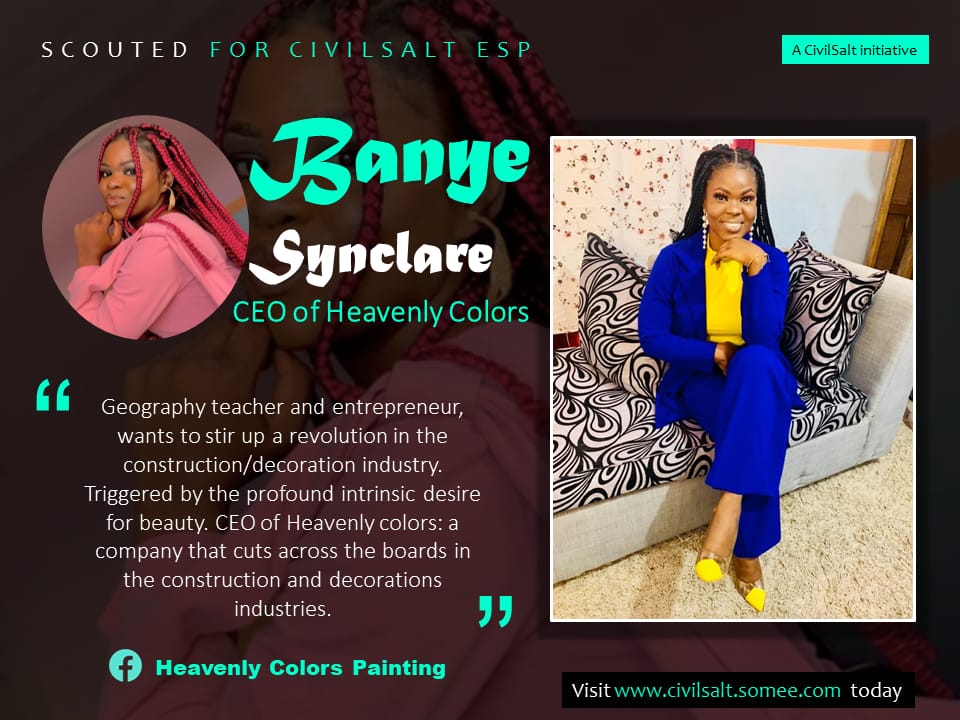 SCOUTED FOR CIVILSALT ESP
A CivilSalt initiative
Banye
Synclare
CEO of Heavenly Colors
“
Geography teacher and entrepreneur,
wants to stir up a revolution in the
construction/decoration industry.
Triggered by the profound intrinsic desire
for beauty. CEO of Heavenly colors: a
company that cuts across the boards in
the construction and decorations
industries.
”
Heavenly Colors Painting
Visit www.civilsalt.somee.com today